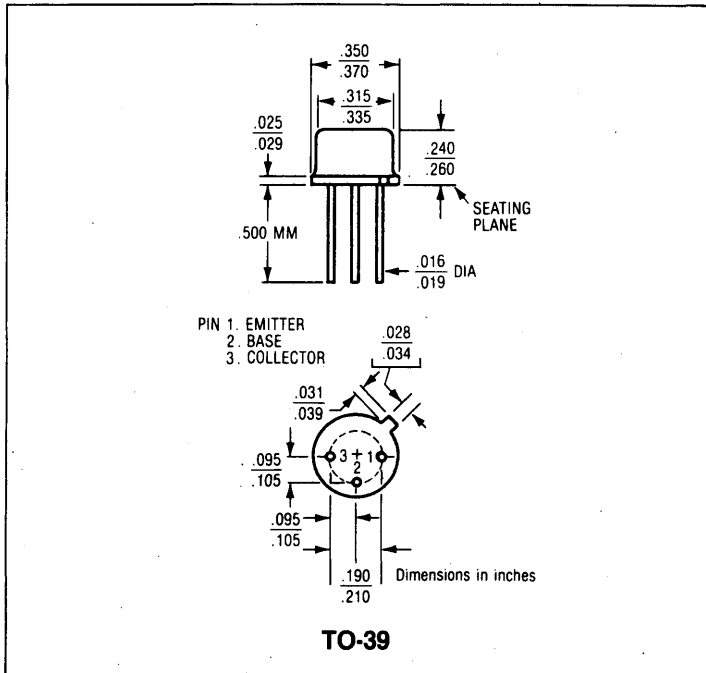 .350
.370
.315
.335
.025
.029
.240
.260
SEATING
PLANE
.500 MM
.016
.019 DIA
PIN 1. EMITTER
2. BASE
3. COLLECTOR
.028
.034
.031
.039
3 + 1
2
.095
.105
.095
.105
.190
.210
Dimensions in inches
TO-39